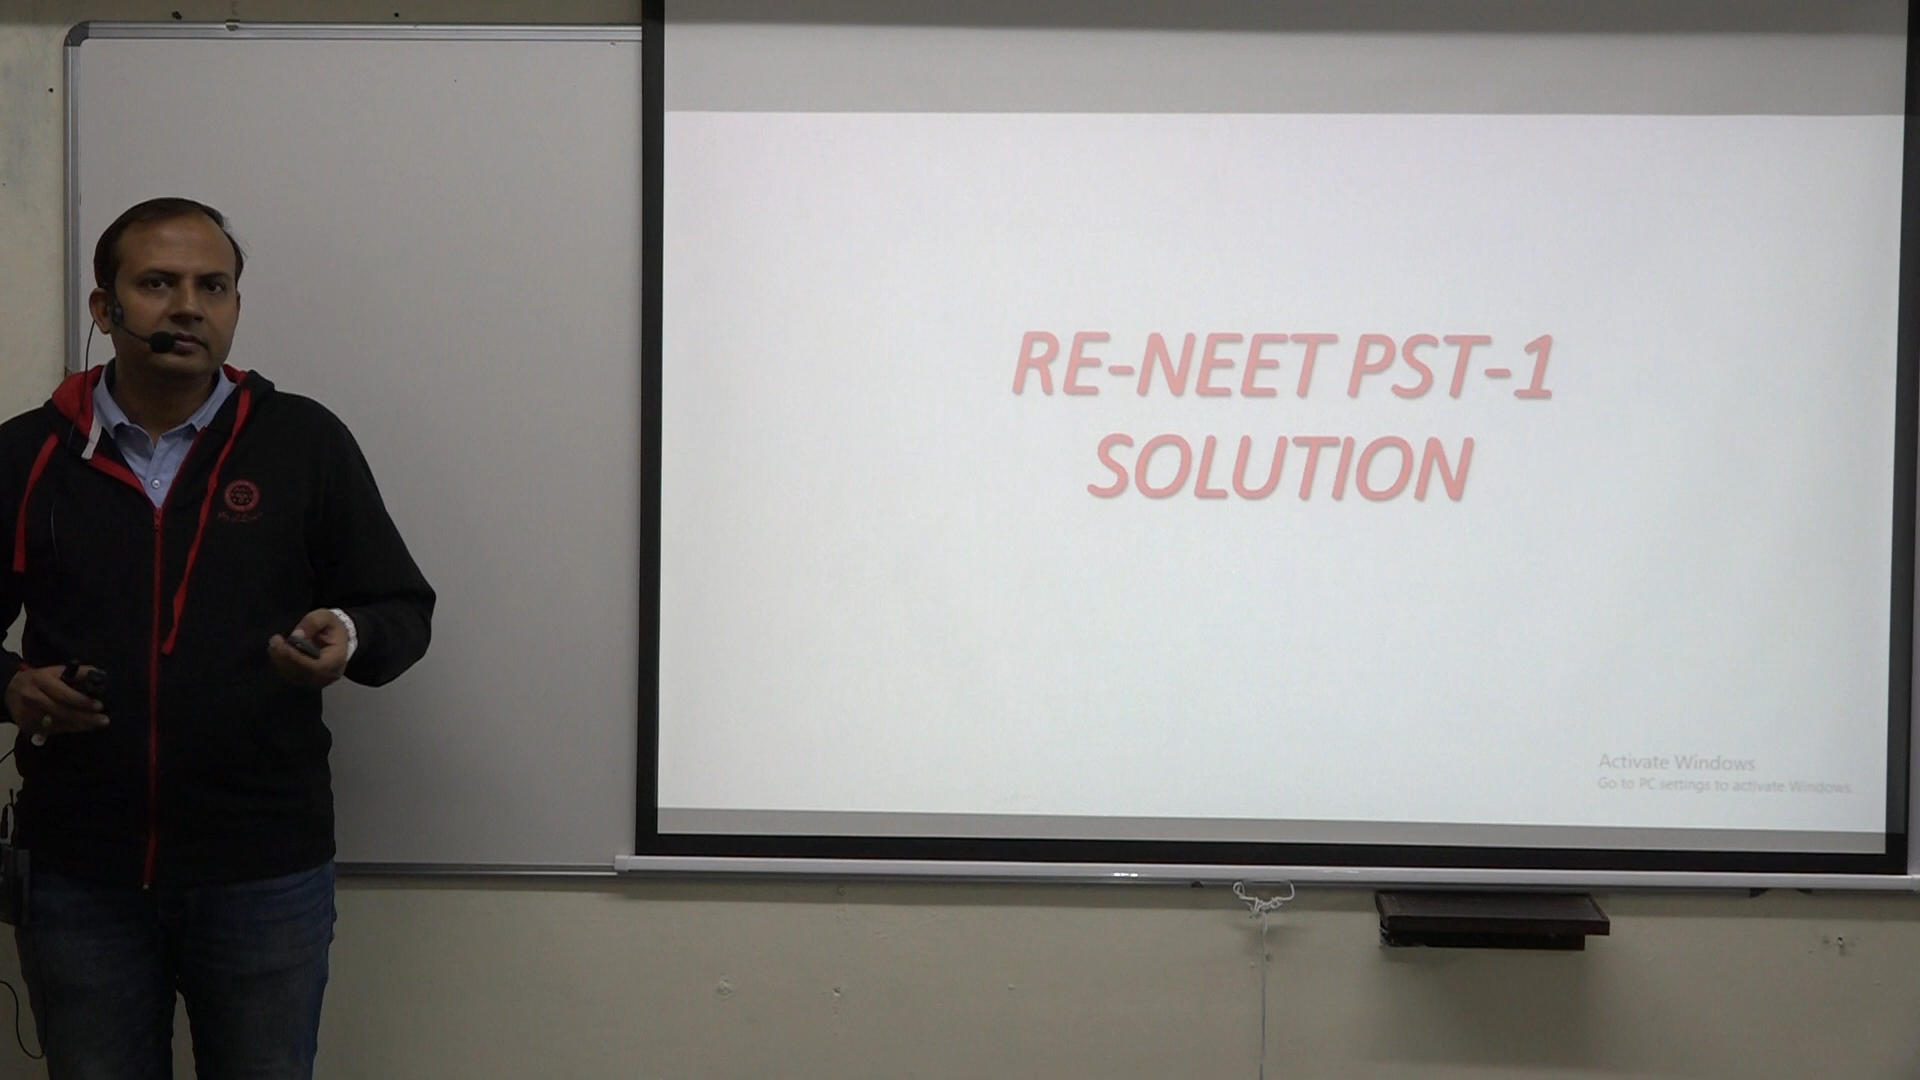 RE-NEET PST-1
SOLUTION
Activate Windows
Go to PC settings to activate Windows.